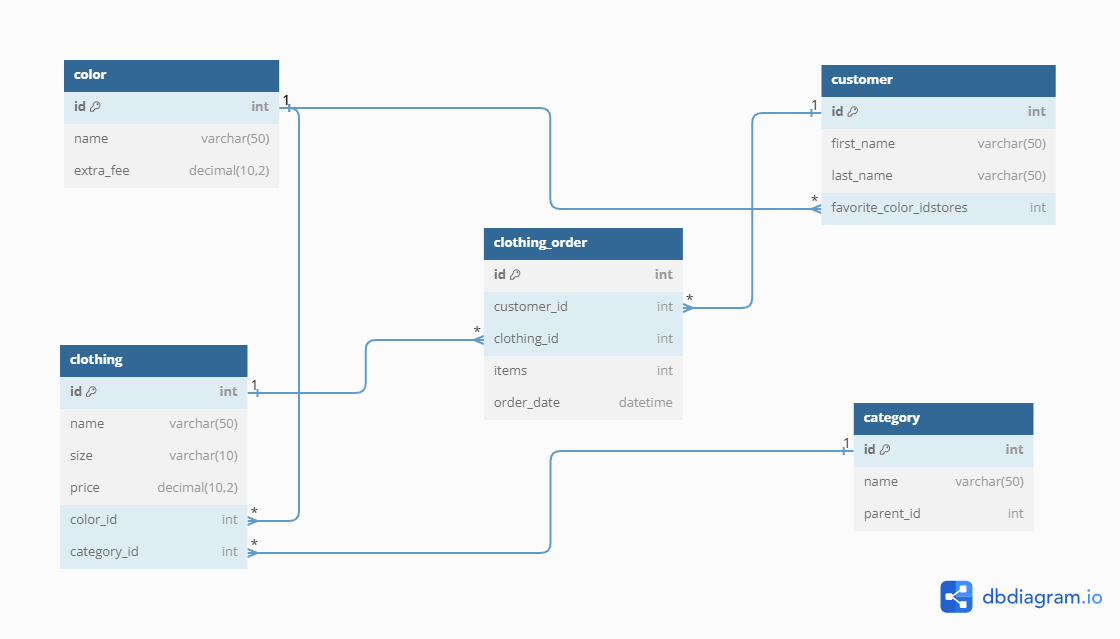 color
id int
name varchar(50)
extra_fee decimal(10,2)
1
customer
1
id int
first_name varchar(50)
last_name varchar(50)
*
favorite_color_idstores int
clothing_order
id int
*
customer_id int
*
clothing_id int
items int
order_date datetime
clothing
1
id int
name varchar(50)
size varchar(10)
price decimal(10,2)
*
color_id int
*
category_id int
category
1
id int
name varchar(50)
parent_id int
dbdiagram.io